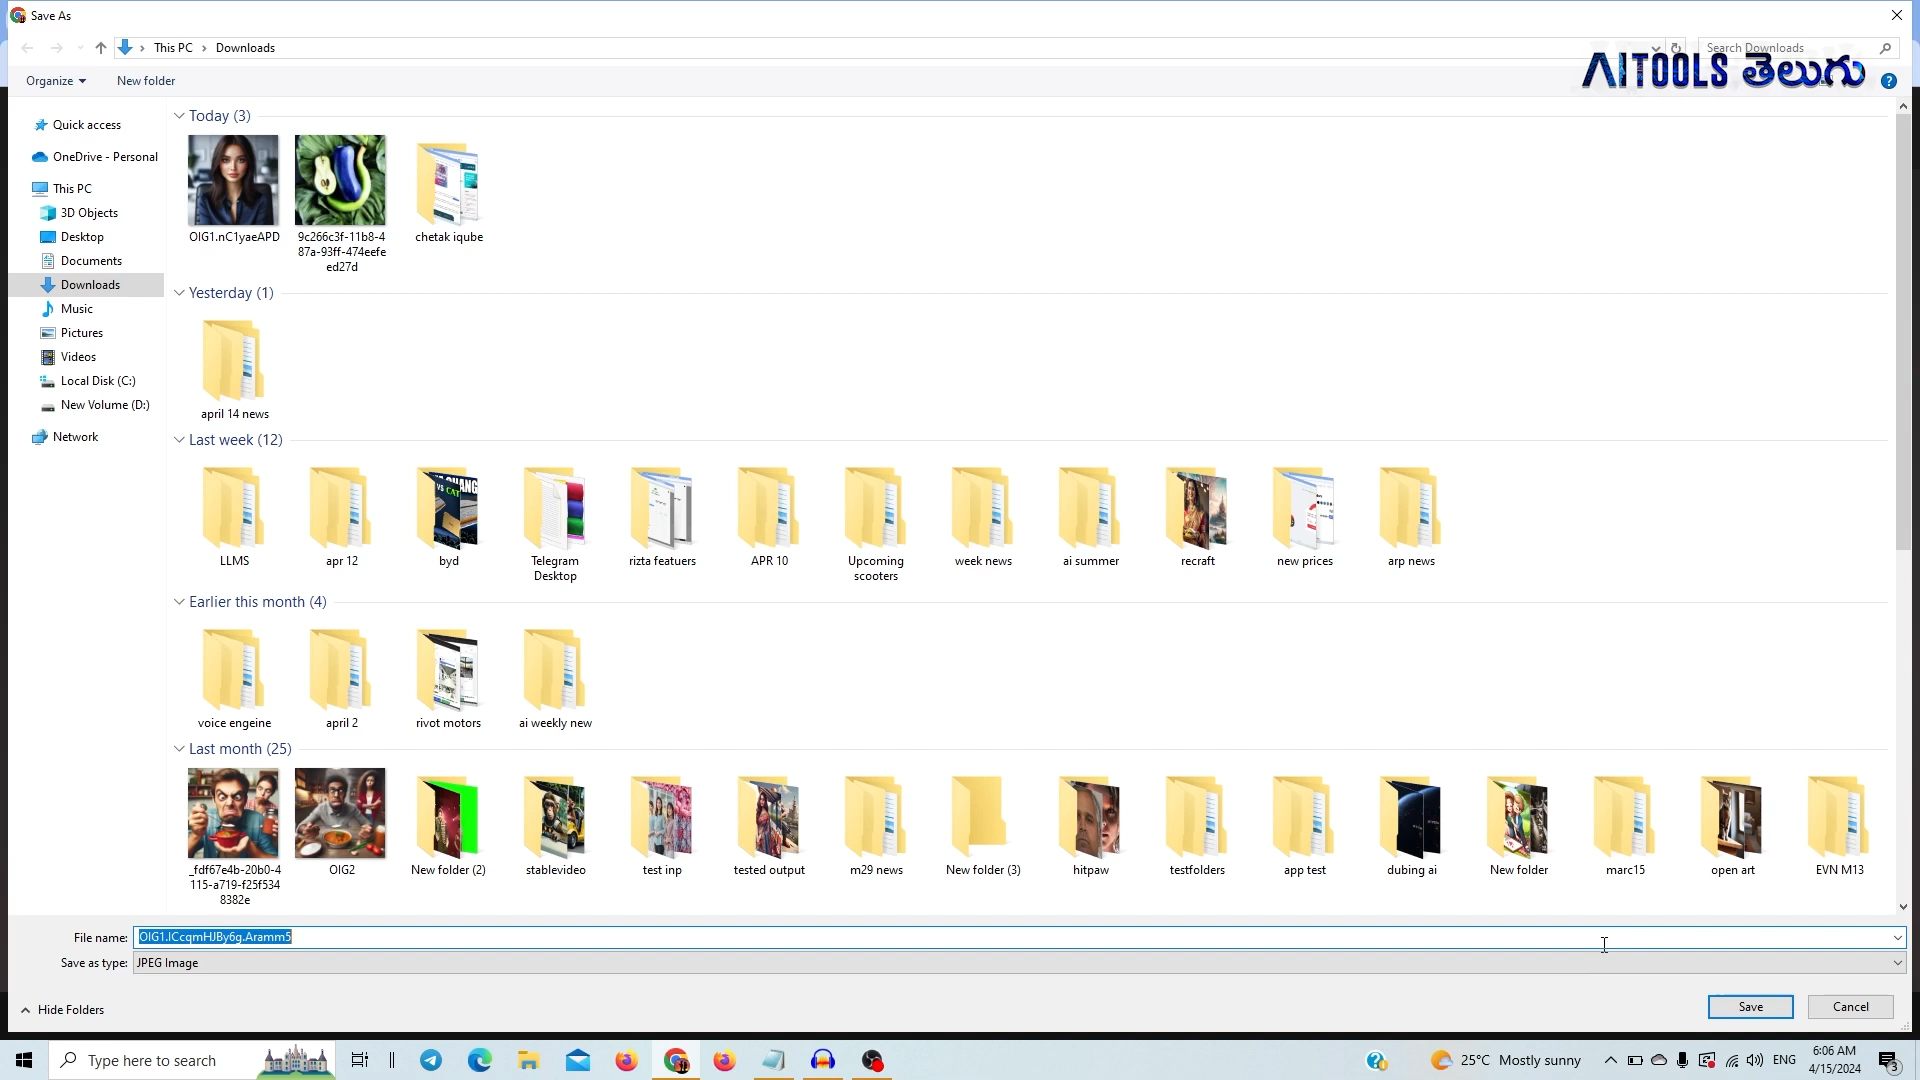 Save As
This PC
Downloads
Search Downloads
AITOOLS తెలుగు
Organize
New folder
Quick access
OneDrive - Personal
This PC
3D Objects
Desktop
Documents
Downloads
Music
Pictures
Videos
Local Disk (C:)
New Volume (D:)
Network
Today (3)
OIG1.nC1yaeAPD
9c266c3f-11b8-4
87a-93ff-474eefe
ed27d
chetak iqube
Yesterday (1)
april 14 news
Last week (12)
LLMS
apr 12
byd
Telegram
Desktop
rizta featuers
APR 10
Upcoming
scooters
week news
ai summer
recraft
new prices
arp news
Earlier this month (4)
voice engeine
april 2
rivot motors
ai weekly new
Last month (25)
_fdf67e4b-20b0-4
115-a719-f25f534
8382e
OIG2
New folder (2)
stablevideo
test inp
tested output
m29 news
New folder (3)
hitpaw
testfolders
app test
dubing ai
New folder
marc15
open art
EVN M13
File name: OIG1.ICcqmHJBy6g.Aramm5
Save as type: JPEG Image
Hide Folders
Save
Cancel
Type here to search
25°C Mostly sunny
ENG
6:06 AM
4/15/2024
3